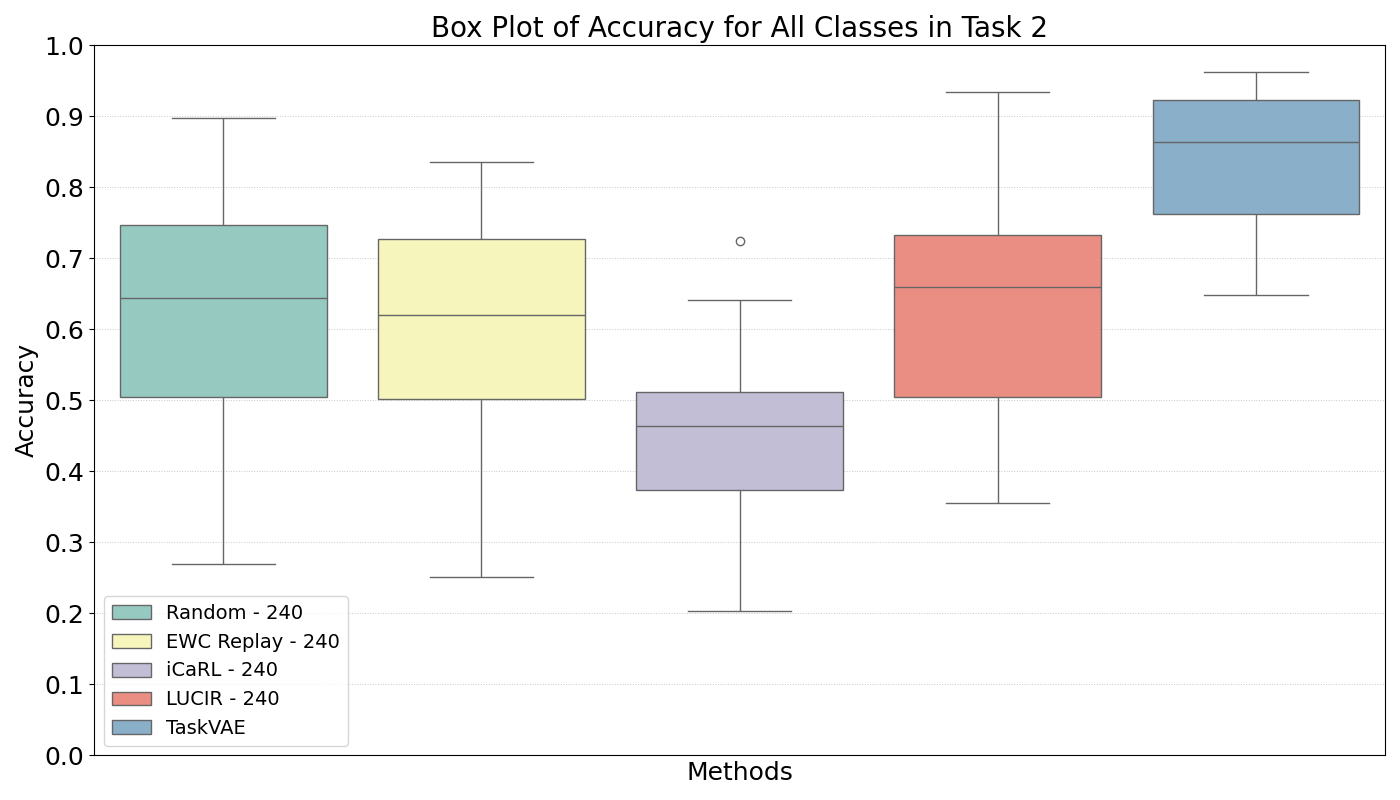 Box Plot of Accuracy for All Classes in Task 2
1.0
0.9
0.8
0.7
0.6
0.5
0.4
0.3
0.2
0.1
0.0
Accuracy
Random - 240
EWC Replay - 240
iCaRL - 240
LUCIR - 240
TaskVAE
Methods